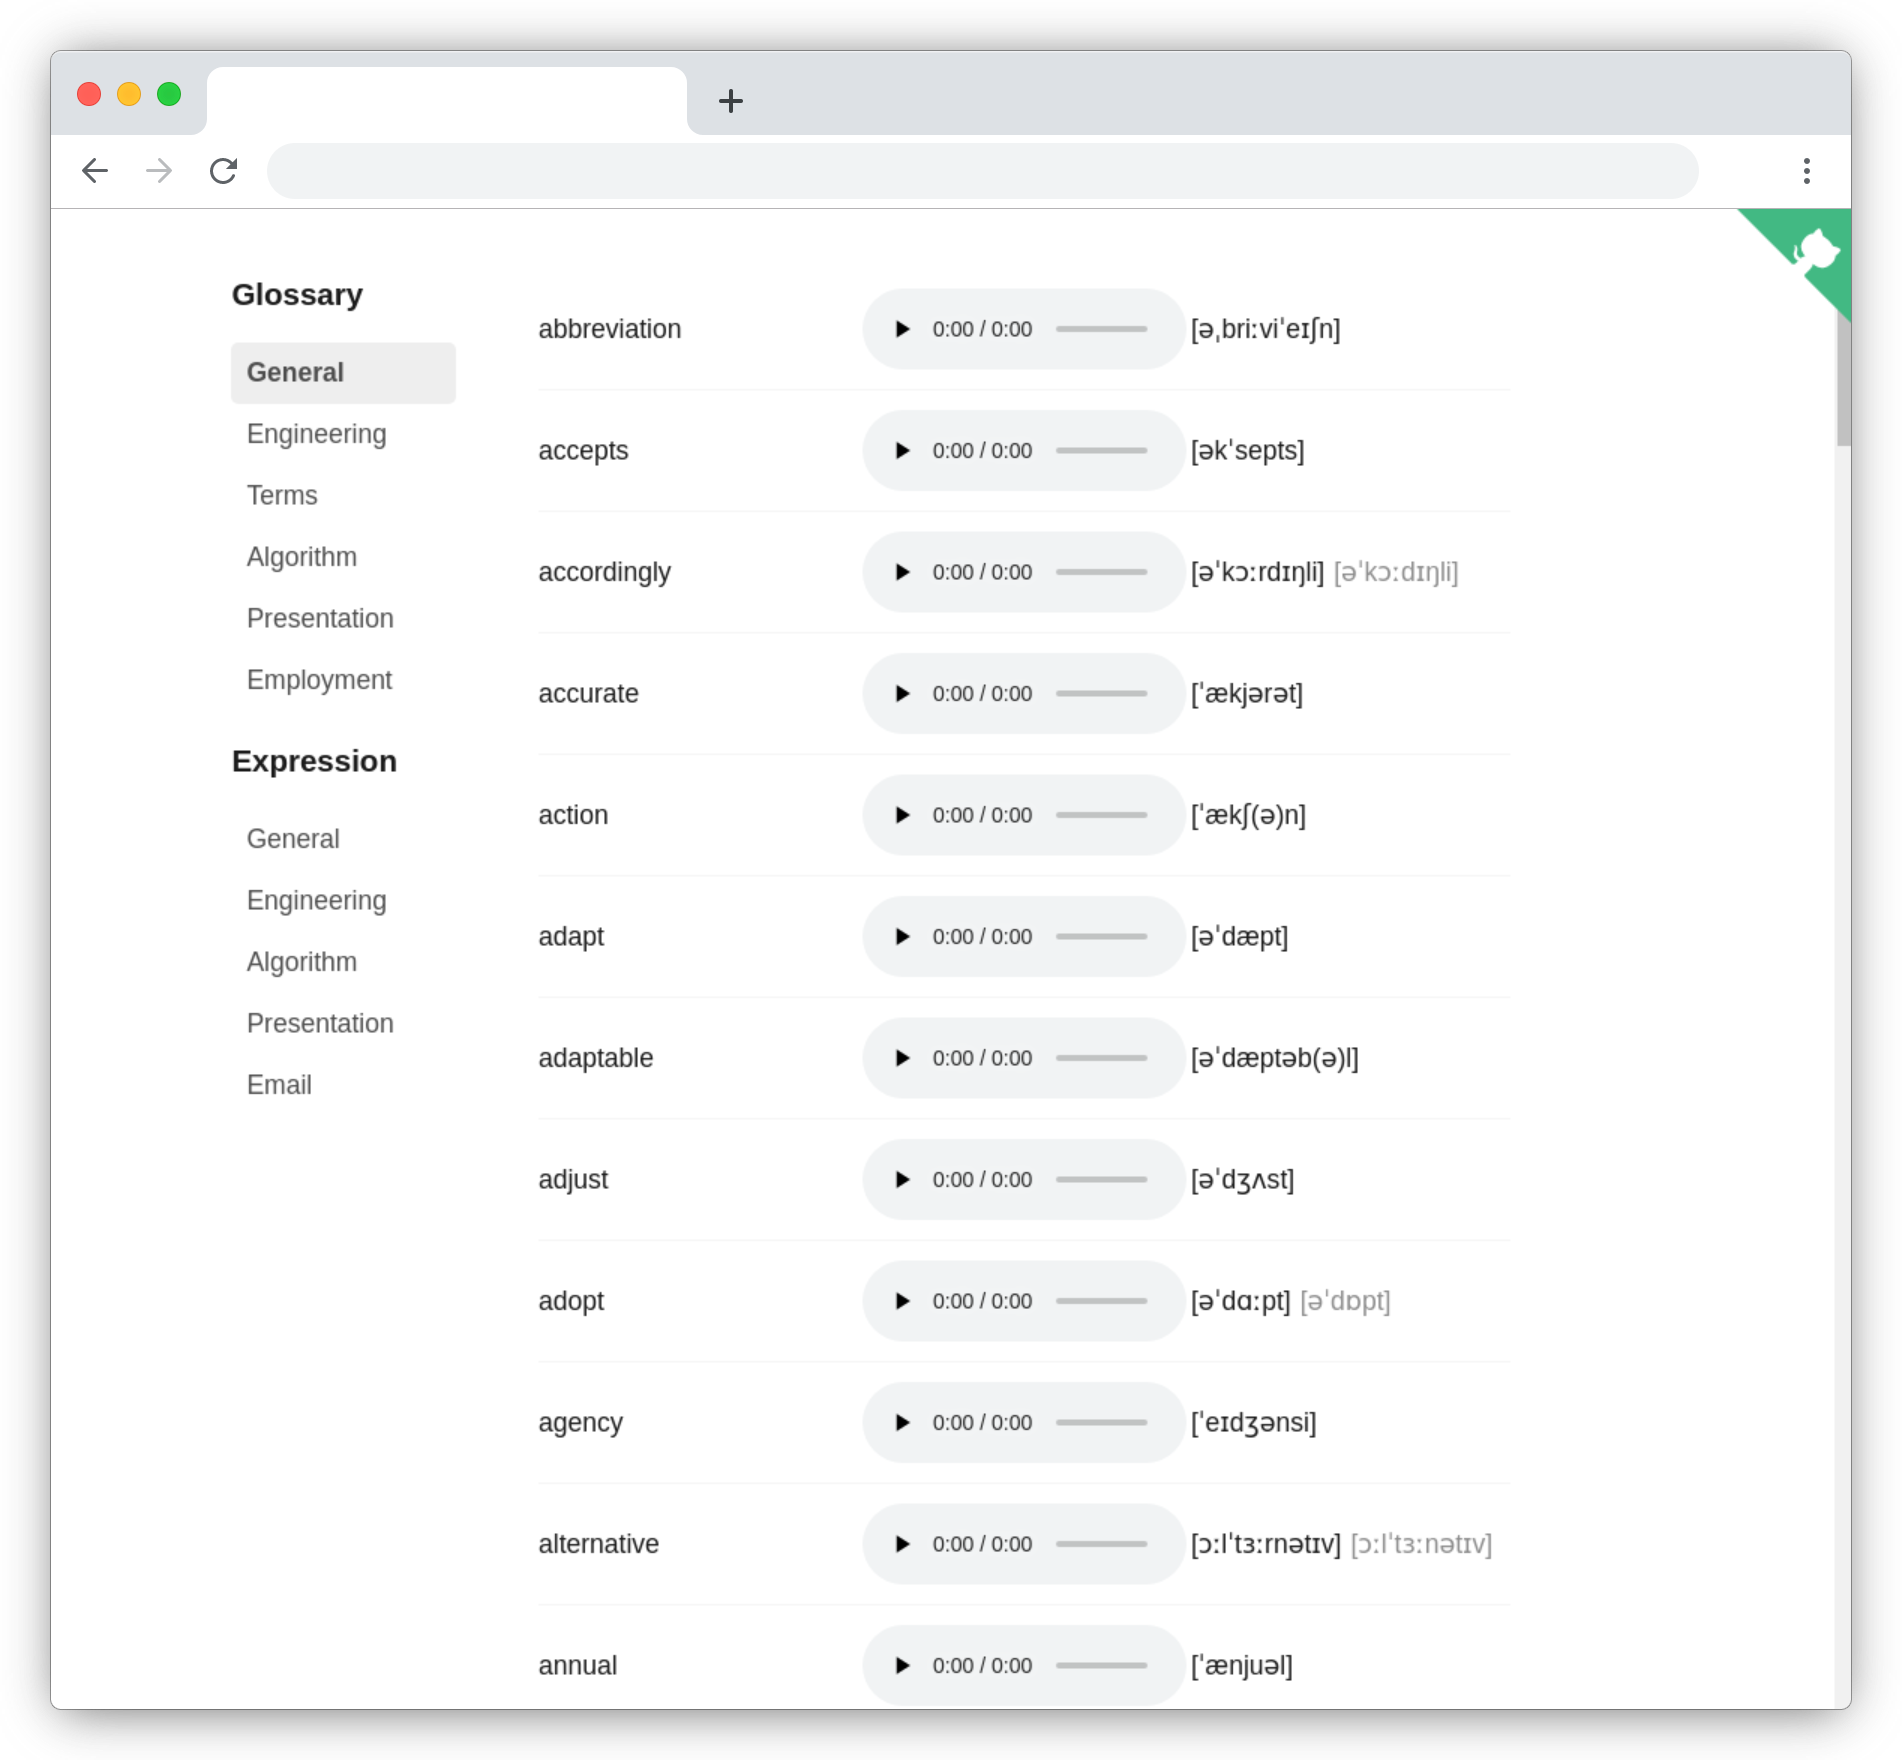 Glossary
General
Engineering
Terms
Algorithm
Presentation
Employment
Expression
General
Engineering
Algorithm
Presentation
Email
abbreviation 0:00 / 0:00 [əˌbriːviˈeɪʃn]
accepts 0:00 / 0:00 [əkˈsepts]
accordingly 0:00 / 0:00 [əˈkɔːrdɪŋli] [əˈkɔːdɪŋli]
accurate 0:00 / 0:00 [ˈækjərət]
action 0:00 / 0:00 [ˈækʃ(ə)n]
adapt 0:00 / 0:00 [əˈdæpt]
adaptable 0:00 / 0:00 [əˈdæptəb(ə)l]
adjust 0:00 / 0:00 [əˈdʒʌst]
adopt 0:00 / 0:00 [əˈdɑːpt] [əˈdɒpt]
agency 0:00 / 0:00 [ˈeɪdʒənsi]
alternative 0:00 / 0:00 [ɔːlˈtɜːrnətɪv] [ɔːlˈtɜːnətɪv]
annual 0:00 / 0:00 [ˈænjuəl]